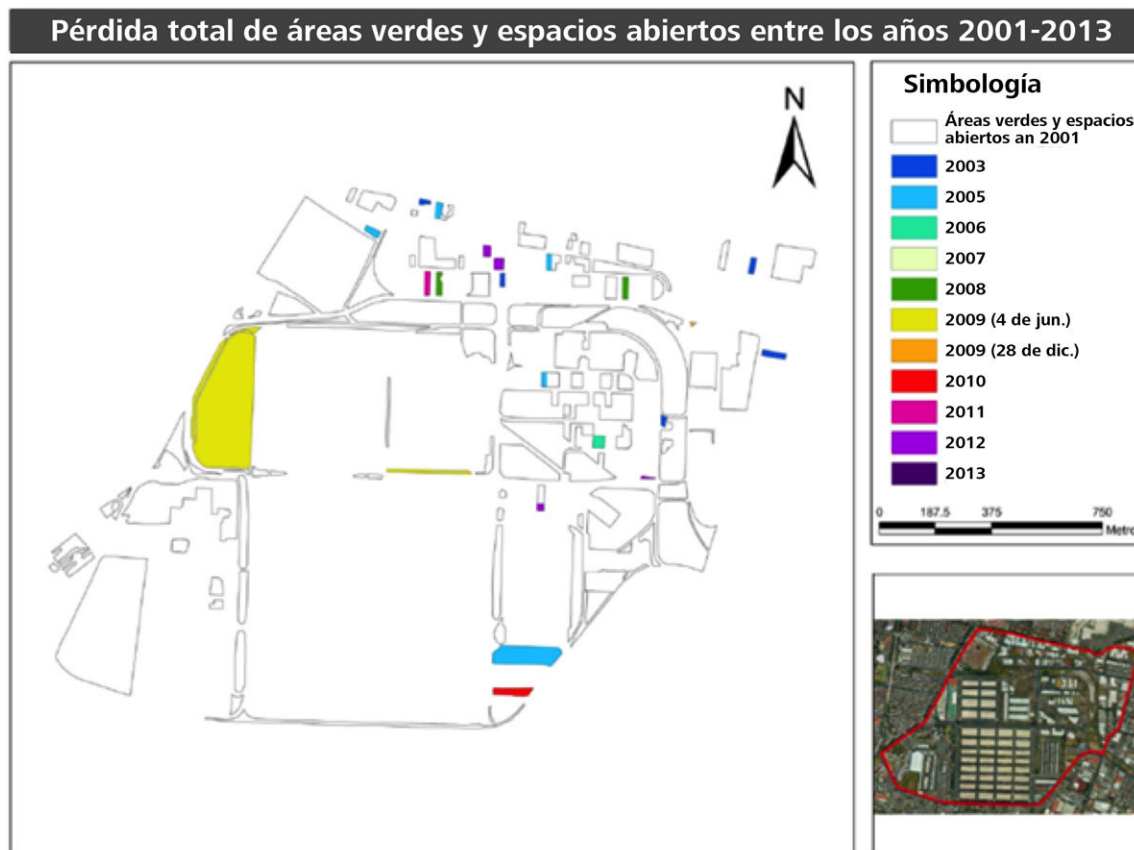 Pérdida total de áreas verdes y espacios abiertos entre los años 2001-2013
N
Simbología
Áreas verdes y espacios
abiertos an 2001
2003
2005
2006
2007
2008
2009 (4 de jun.)
2009 (28 de dic.)
2010
2011
2012
2013
0 187.5 375 750
Metro